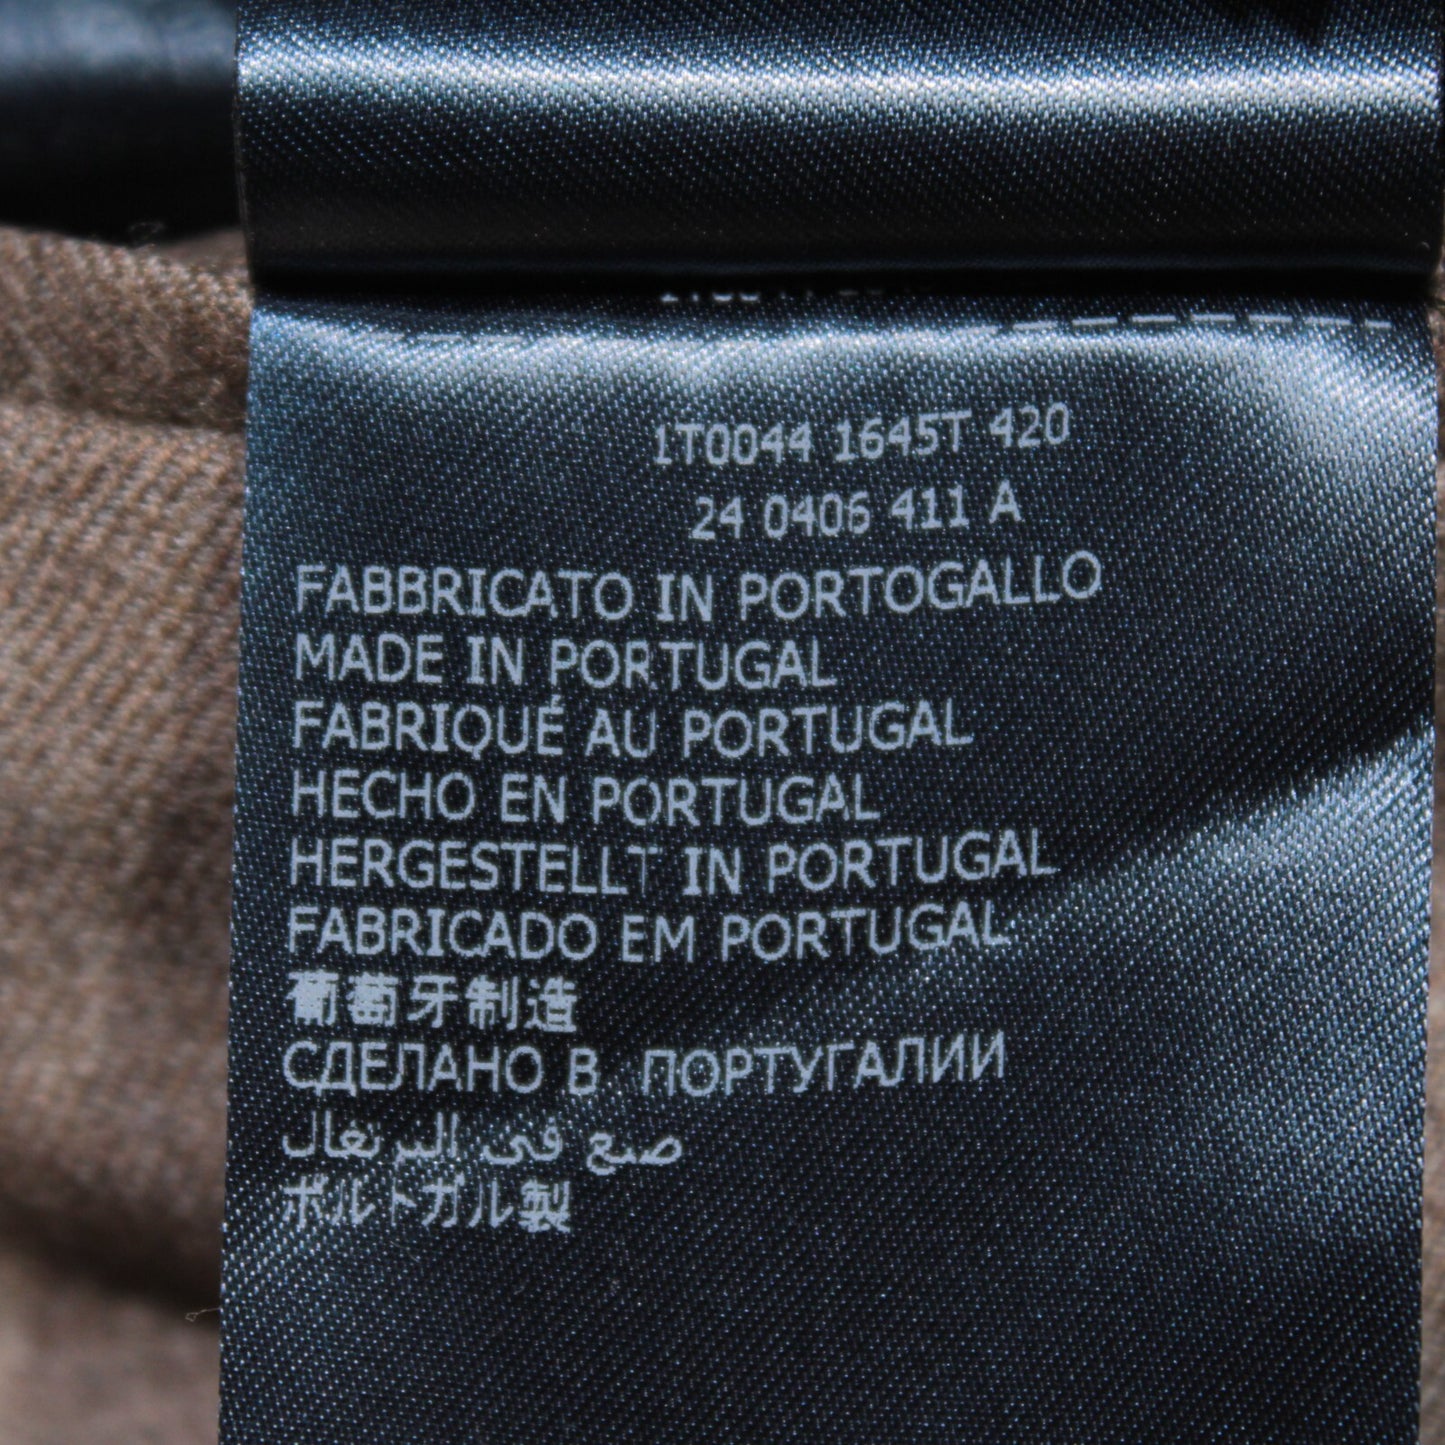 1T0044 1645T 420
24 0406 411 A
FABBRICATO IN PORTOGALLO
MADE IN PORTUGAL
FABRIQUÉ AU PORTUGAL
HECHO EN PORTUGAL
HERGESTELLT IN PORTUGAL
FABRICADO EM PORTUGAL
葡萄牙制造
СДЕЛАНО В ПОРТУГАЛИИ
صنع في البرتغال
ポルトガル製